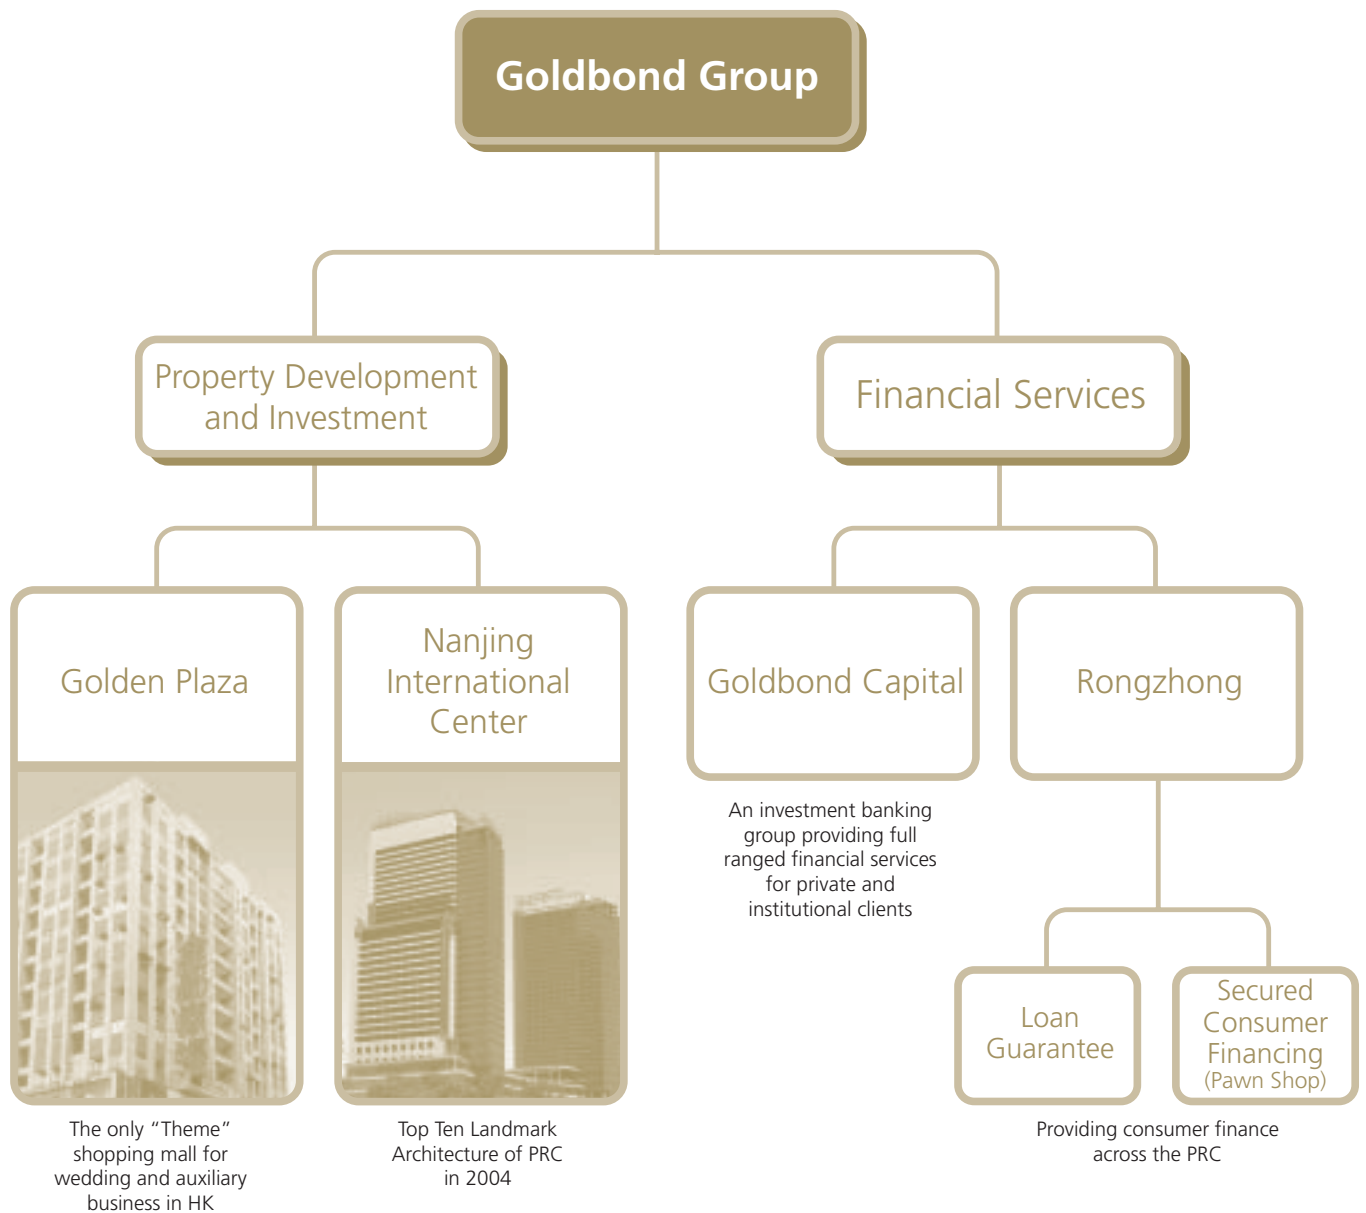 Goldbond Group
Property Development
and Investment
Financial Services
Golden Plaza
Nanjing
International
Center
Goldbond Capital
Rongzhong
An investment banking
group providing full
ranged financial services
for private and
institutional clients
Loan
Guarantee
Secured
Consumer
Financing
(Pawn Shop)
The only “Theme”
shopping mall for
wedding and auxiliary
business in HK
Top Ten Landmark
Architecture of PRC
in 2004
Providing consumer finance
across the PRC